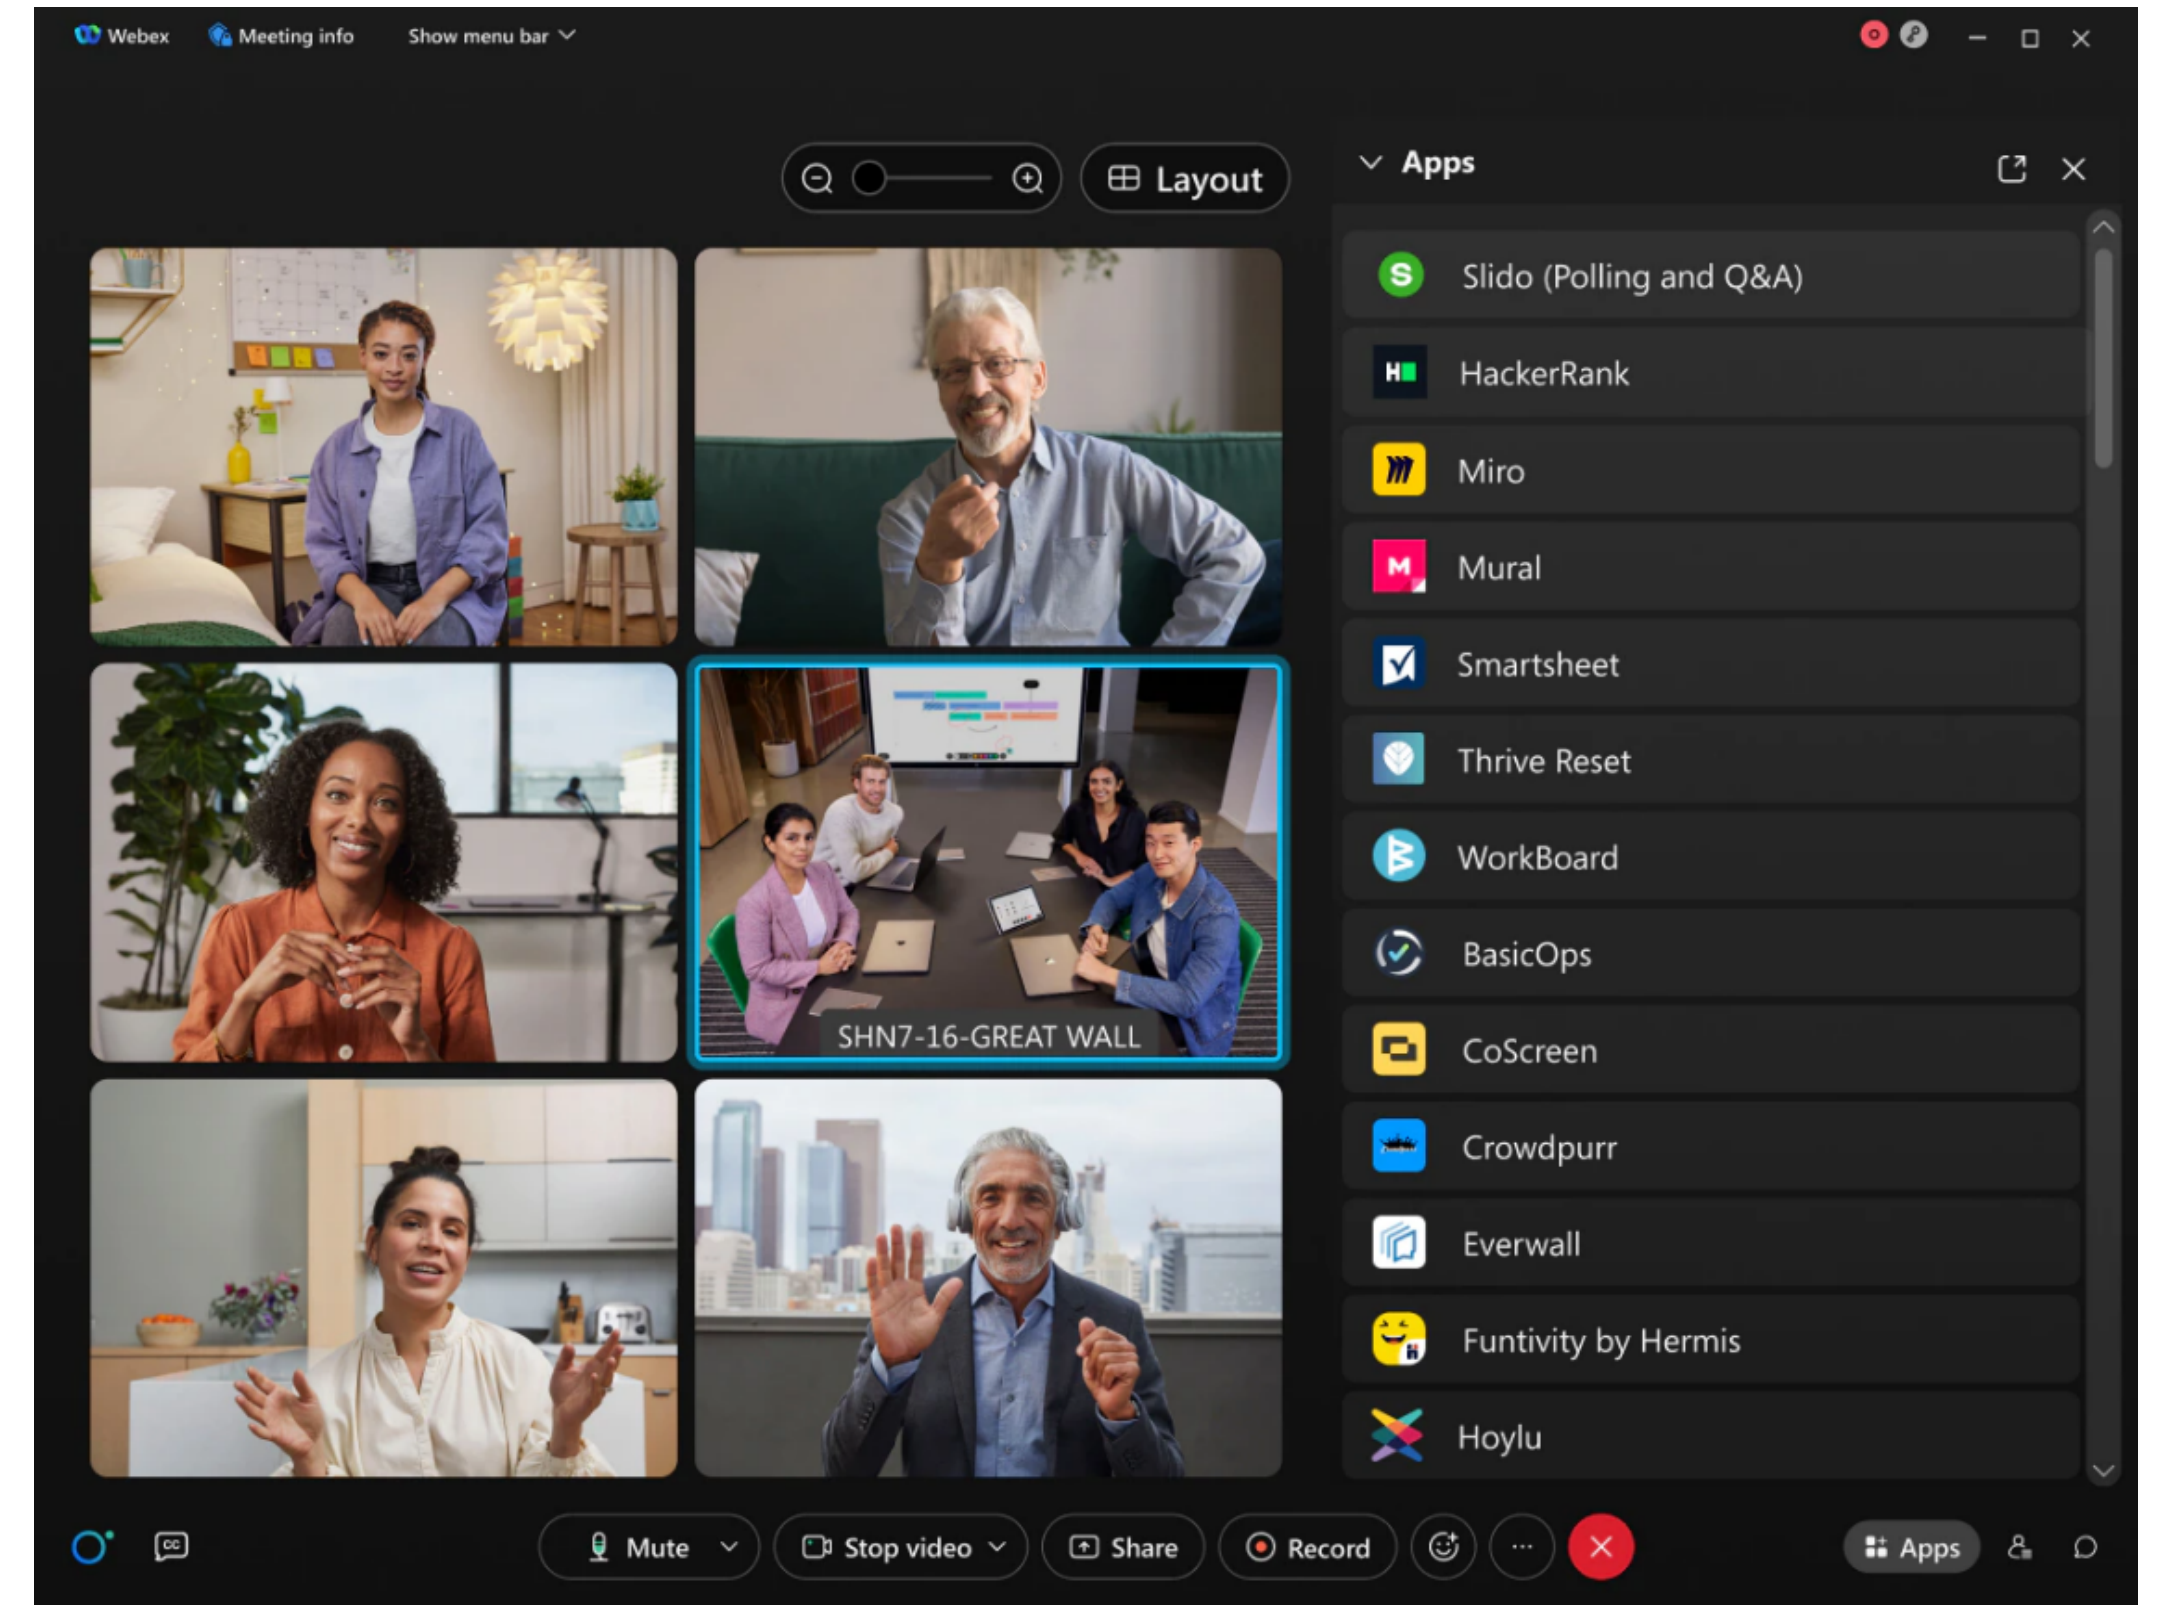 Webex Meeting info Show menu bar
Layout
Apps
S Slido (Polling and Q&A)
H HackerRank
Miro
M Mural
Smartsheet
Thrive Reset
WorkBoard
BasicOps
CoScreen
Crowdpurr
Everwall
Funtivity by Hermis
Hoylu
SHN7-16-GREAT WALL
CC Mute Stop video Share Record Apps